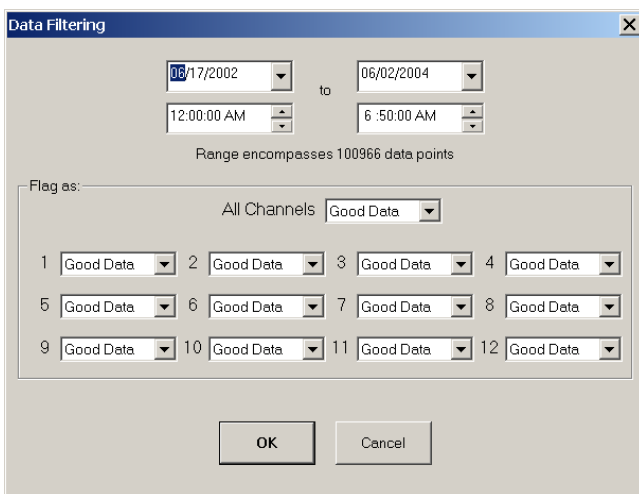 Data Filtering
06/17/2002 to 06/02/2004
12:00:00 AM 6 :50:00 AM
Range encompasses 100966 data points
Flag as:
All Channels Good Data
1 Good Data 2 Good Data 3 Good Data 4 Good Data
5 Good Data 6 Good Data 7 Good Data 8 Good Data
9 Good Data 10 Good Data 11 Good Data 12 Good Data
OK Cancel